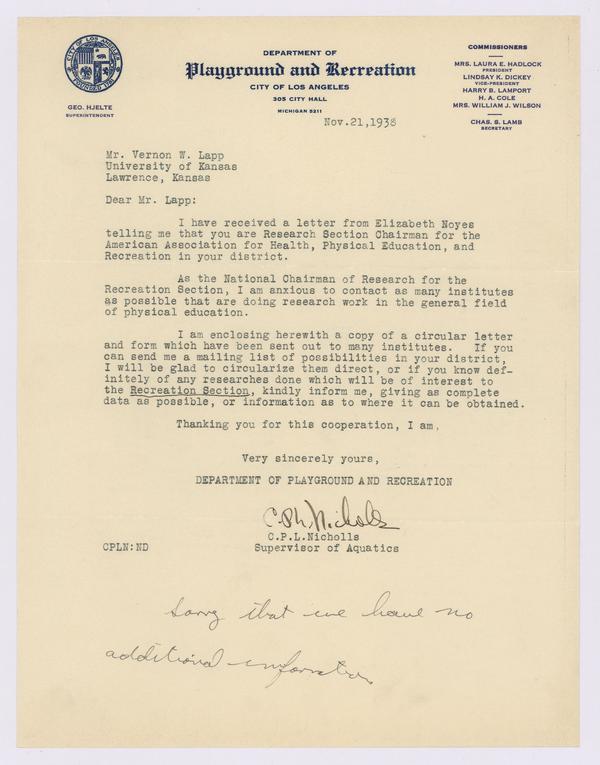 CITY OF LOS ANGELES
FOUNDED 1781
GEO. HJELTE
SUPERINTENDENT
DEPARTMENT OF
Playground and Recreation
CITY OF LOS ANGELES
305 CITY HALL
MICHIGAN 5211
COMMISSIONERS
MRS. LAURA E. HADLOCK
PRESIDENT
LINDSAY K. DICKEY
VICE-PRESIDENT
HARRY B. LAMPORT
H. A. COLE
MRS. WILLIAM J. WILSON
CHAS. S. LAMB
SECRETARY
Nov.21,1938
Mr. Vernon W. Lapp
University of Kansas
Lawrence, Kansas
Dear Mr. Lapp:
I have received a letter from Elizabeth Noyes
telling me that you are Research Section Chairman for the
American Association for Health, Physical Education, and
Recreation in your district.
As the National Chairman of Research for the
Recreation Section, I am anxious to contact as many institutes
as possible that are doing research work in the general field
of physical education.
I am enclosing herewith a copy of a circular letter
and form which have been sent out to many institutes. If you
can send me a mailing list of possibilities in your district,
I will be glad to circularize them direct, or if you know def-
initely of any researches done which will be of interest to
the Recreation Section, kindly inform me, giving as complete
data as possible, or information as to where it can be obtained.
Thanking you for this cooperation, I am,
Very sincerely yours,
DEPARTMENT OF PLAYGROUND AND RECREATION
C.P.L. Nicholls
C.P.L.Nicholls
CPLN:ND Supervisor of Aquatics
Sorry that we have no
additional information